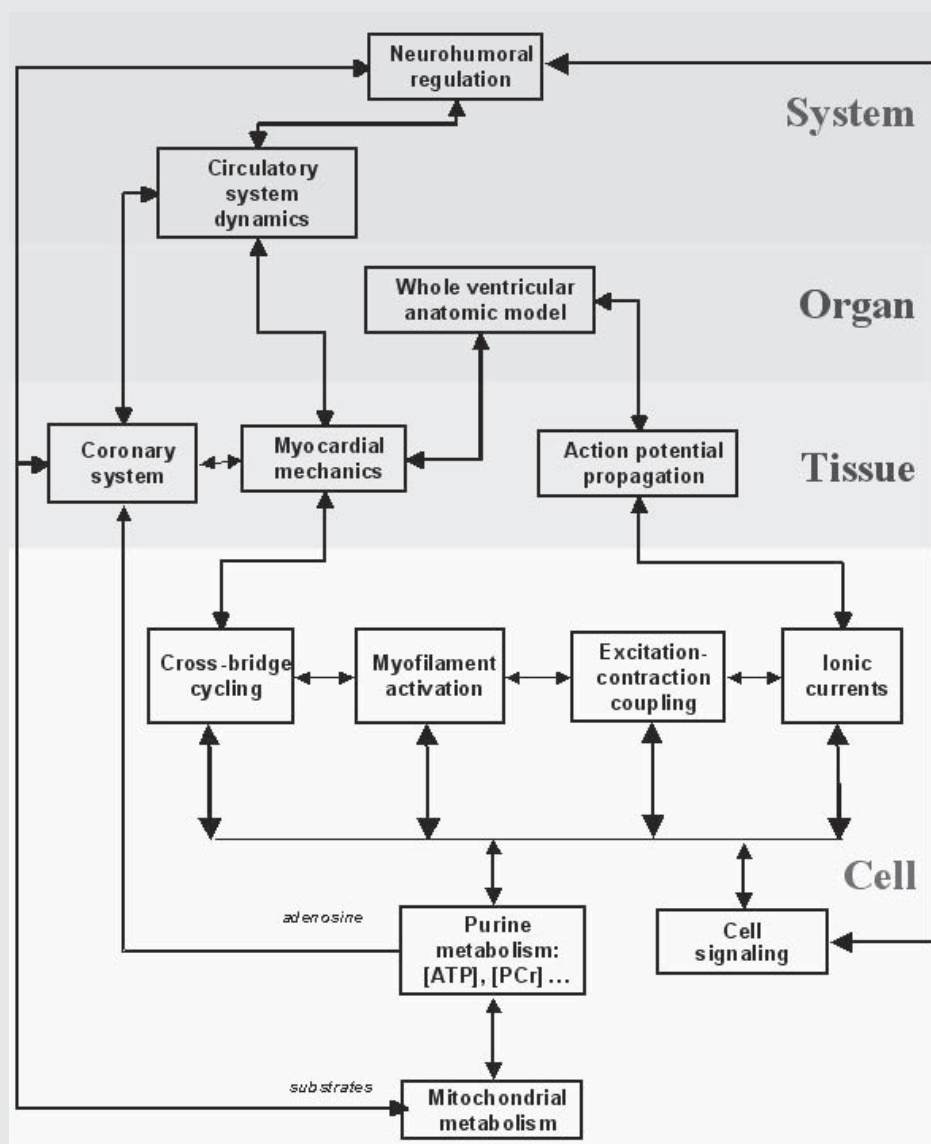 Neurohumoral
regulation
System
Circulatory
system
dynamics
Whole ventricular
anatomic model
Organ
Coronary
system
Myocardial
mechanics
Action potential
propagation
Tissue
Cross-bridge
cycling
Myofilament
activation
Excitation-
contraction
coupling
Ionic
currents
Cell
adenosine
Purine
metabolism:
[ATP], [PCr] ...
Cell
signaling
substrates
Mitochondrial
metabolism